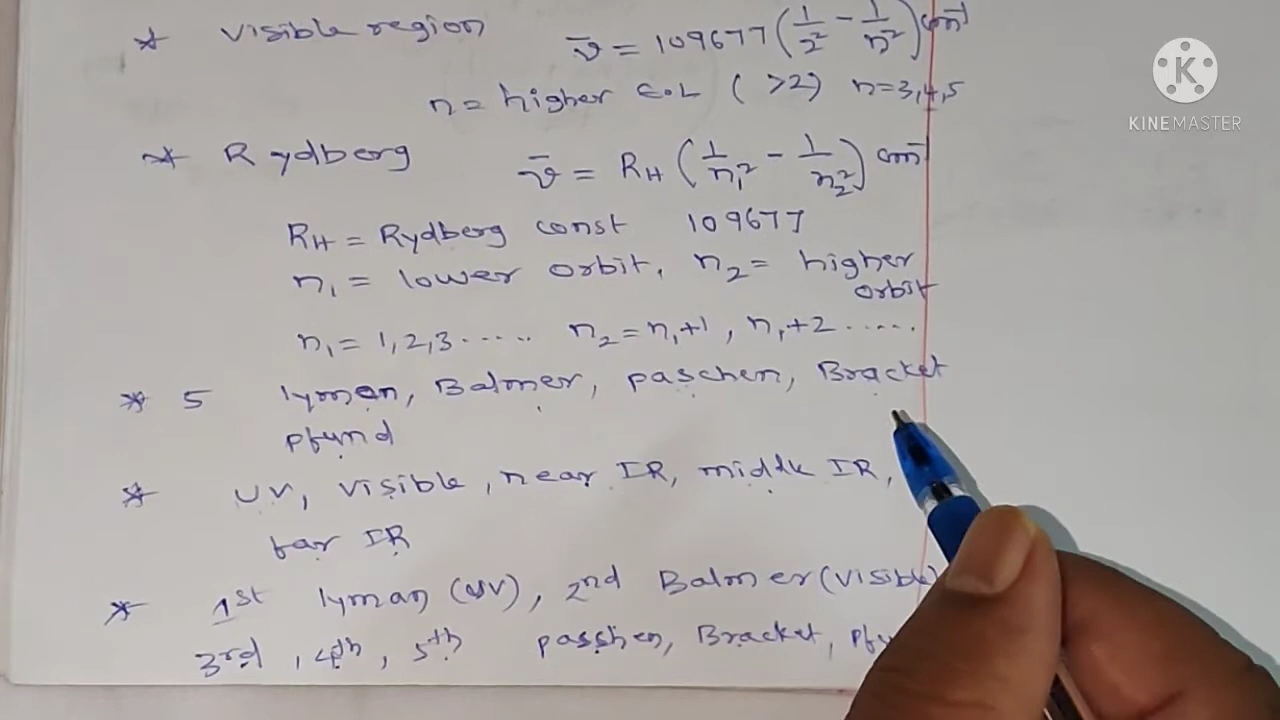 * visible region ν̄ = 109677 (1/2² − 1/n²) cm⁻¹
n = higher E.L (>2) n=3,4,5
* Rydberg ν̄ = R_H (1/n₁² − 1/n₂²) cm⁻¹
R_H = Rydberg const 109677
n₁ = lower orbit, n₂ = higher
orbit
n₁ = 1,2,3 ..... n₂ = n₁+1, n₁+2 .....
* 5 lyman, Balmer, paschen, Bracket
pfund
* UV, visible, near IR, middle IR,
far IR
* 1st lyman (UV), 2nd Balmer (visible)
3rd, 4th, 5th passhen, Bracket,
K
KINEMASTER